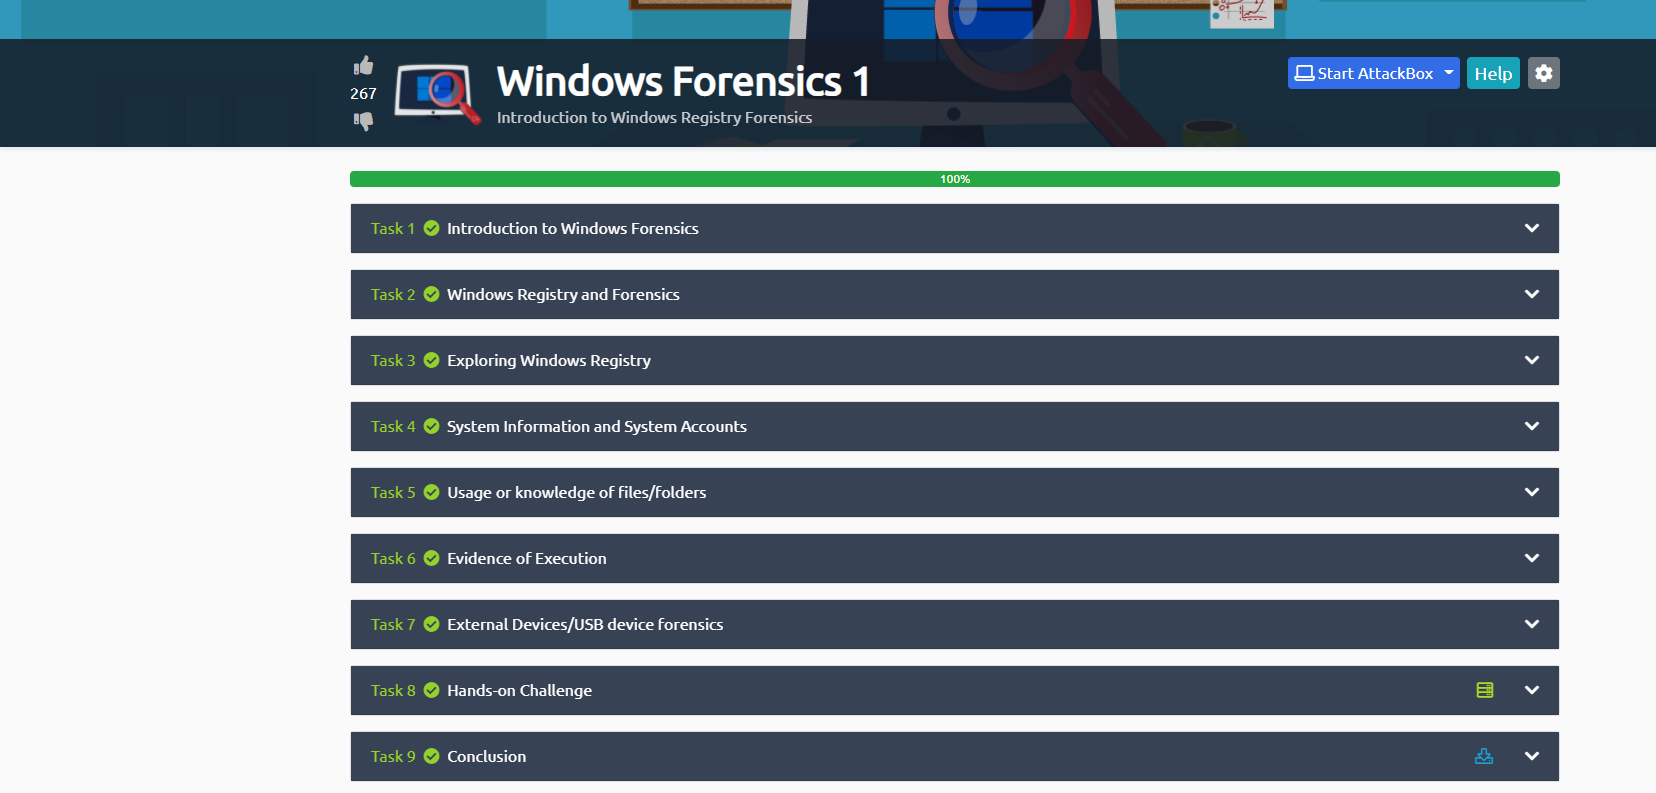 267
Windows Forensics 1
Introduction to Windows Registry Forensics
Start AttackBox
Help
100%
Task 1 Introduction to Windows Forensics
Task 2 Windows Registry and Forensics
Task 3 Exploring Windows Registry
Task 4 System Information and System Accounts
Task 5 Usage or knowledge of files/folders
Task 6 Evidence of Execution
Task 7 External Devices/USB device forensics
Task 8 Hands-on Challenge
Task 9 Conclusion